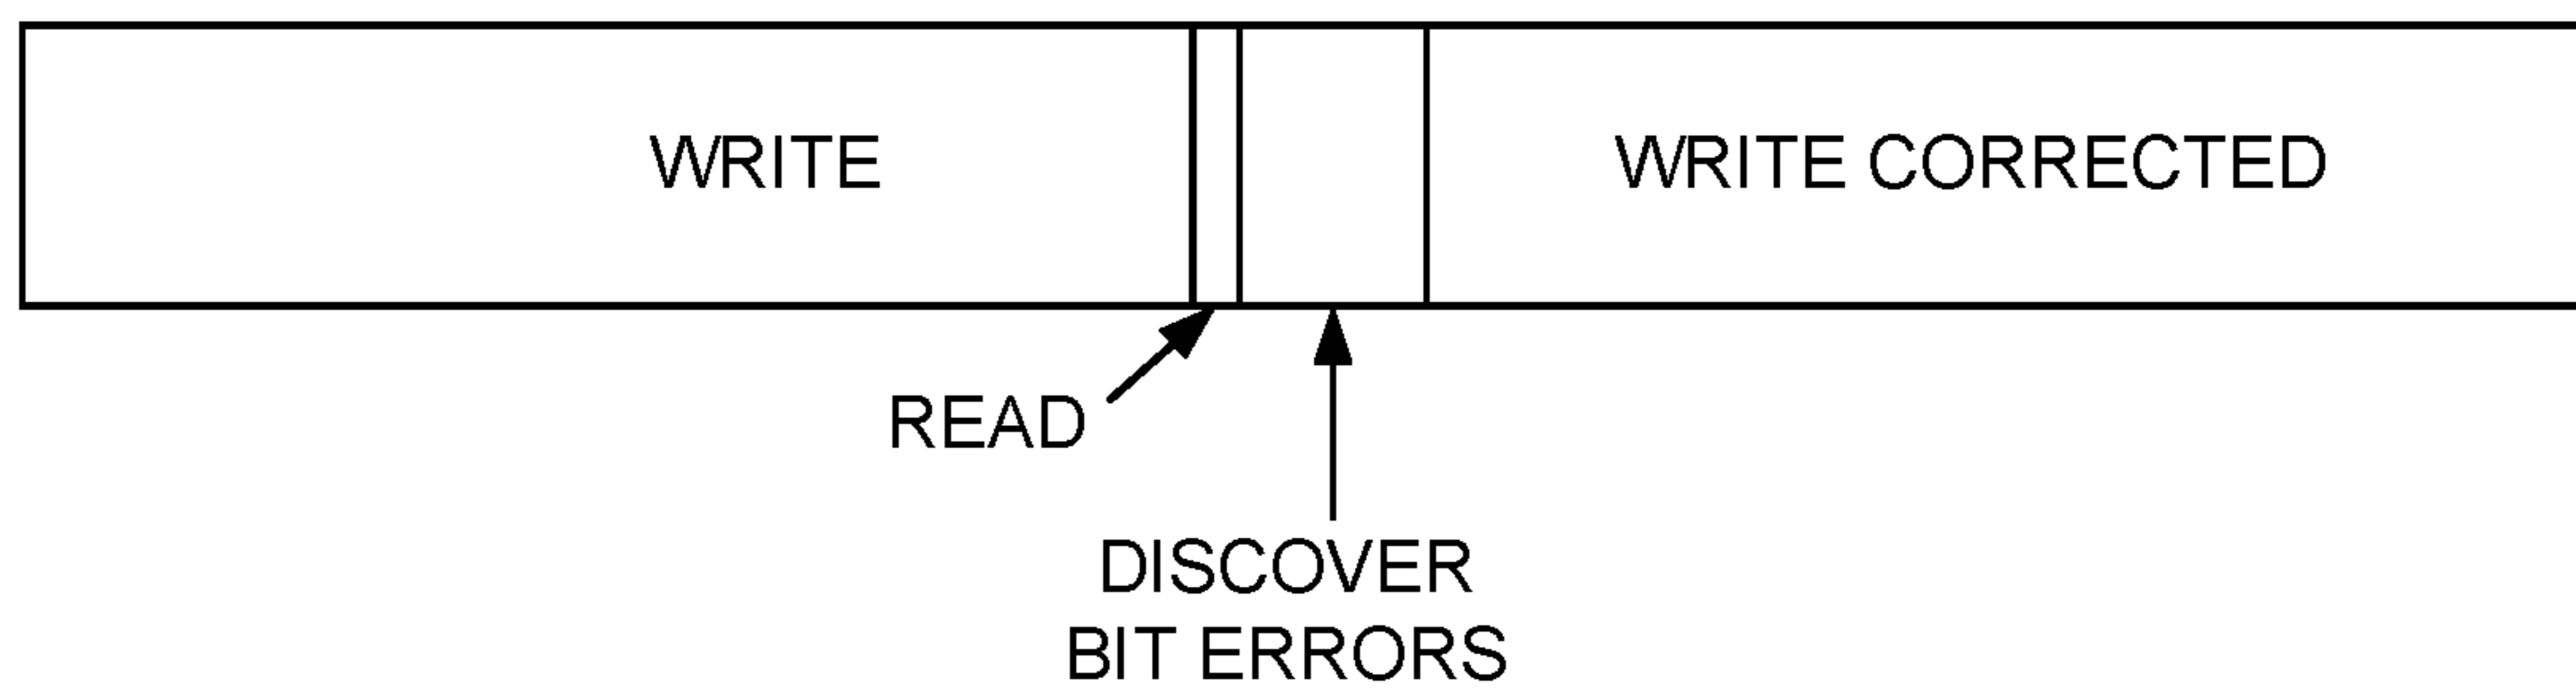 WRITE
WRITE CORRECTED
READ
DISCOVER
BIT ERRORS